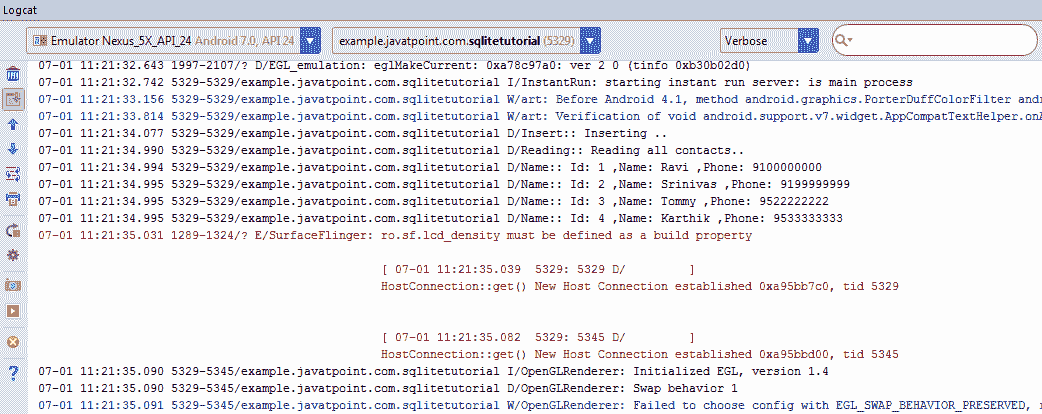 Logcat
Emulator Nexus_5X_API_24 Android 7.0, API 24
example.javatpoint.com.sqlitetutorial (5329)
Verbose
07-01 11:21:32.643 1997-2107/? D/EGL_emulation: eglMakeCurrent: 0xa78c97a0: ver 2 0 (tinfo 0xb30b02d0)
07-01 11:21:32.742 5329-5329/example.javatpoint.com.sqlitetutorial I/InstantRun: starting instant run server: is main process
07-01 11:21:33.156 5329-5329/example.javatpoint.com.sqlitetutorial W/art: Before Android 4.1, method android.graphics.PorterDuffColorFilter
07-01 11:21:33.814 5329-5329/example.javatpoint.com.sqlitetutorial W/art: Verification of void
07-01 11:21:34.077 5329-5329/example.javatpoint.com.sqlitetutorial D/Insert:: Inserting ..
07-01 11:21:34.990 5329-5329/example.javatpoint.com.sqlitetutorial D/Reading:: Reading all contacts..
07-01 11:21:34.994 5329-5329/example.javatpoint.com.sqlitetutorial D/Name:: Id: 1 ,Name: Ravi ,Phone: 9100000000
07-01 11:21:34.995 5329-5329/example.javatpoint.com.sqlitetutorial D/Name:: Id: 2 ,Name: Srinivas ,Phone: 9199999999
07-01 11:21:34.995 5329-5329/example.javatpoint.com.sqlitetutorial D/Name:: Id: 3 ,Name: Tommy ,Phone: 9522222222
07-01 11:21:34.995 5329-5329/example.javatpoint.com.sqlitetutorial D/Name:: Id: 4 ,Name: Karthik ,Phone: 9533333333
07-01 11:21:35.031 1289-1324/? E/SurfaceFlinger: ro.sf.lcd_density must be defined as a build property
[ 07-01 11:21:35.039 5329: 5329 D/ ]
HostConnection::get() New Host Connection established 0xa95bb7c0, tid 5329
[ 07-01 11:21:35.082 5329: 5345 D/ ]
HostConnection::get() New Host Connection established 0xa95bbd00, tid 5345
07-01 11:21:35.090 5329-5345/example.javatpoint.com.sqlitetutorial I/OpenGLRenderer: Initialized EGL, version 1.4
07-01 11:21:35.090 5329-5345/example.javatpoint.com.sqlitetutorial D/OpenGLRenderer: Swap behavior 1
07-01 11:21:35.091 5329-5345/example.javatpoint.com.sqlitetutorial W/OpenGLRenderer: Failed to choose config with EGL_SWAP_BEHAVIOR_PRESERVED,